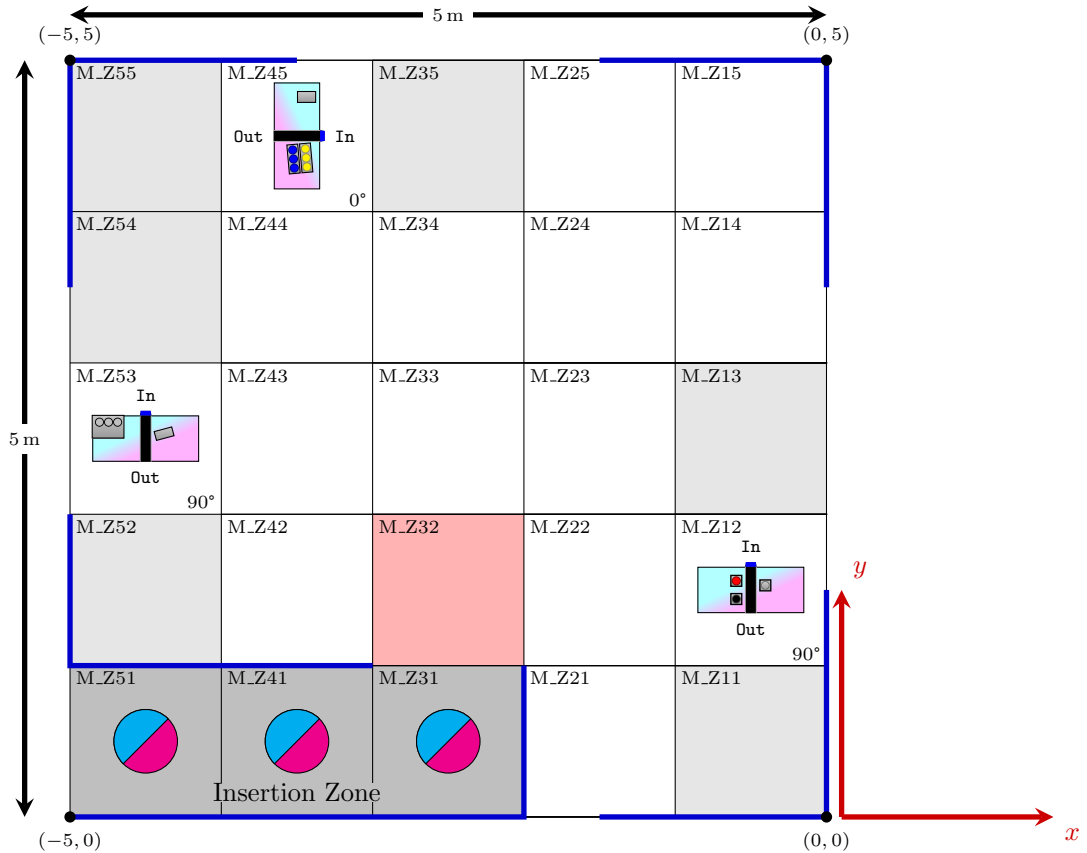 5 m
(−5, 5)
(0, 5)
M_Z55
M_Z45
M_Z35
M_Z25
M_Z15
Out
In
0°
M_Z54
M_Z44
M_Z34
M_Z24
M_Z14
M_Z53
M_Z43
M_Z33
M_Z23
M_Z13
In
5 m
Out
90°
M_Z52
M_Z42
M_Z32
M_Z22
M_Z12
In
y
Out
90°
M_Z51
M_Z41
M_Z31
M_Z21
M_Z11
Insertion Zone
(−5, 0)
(0, 0)
x